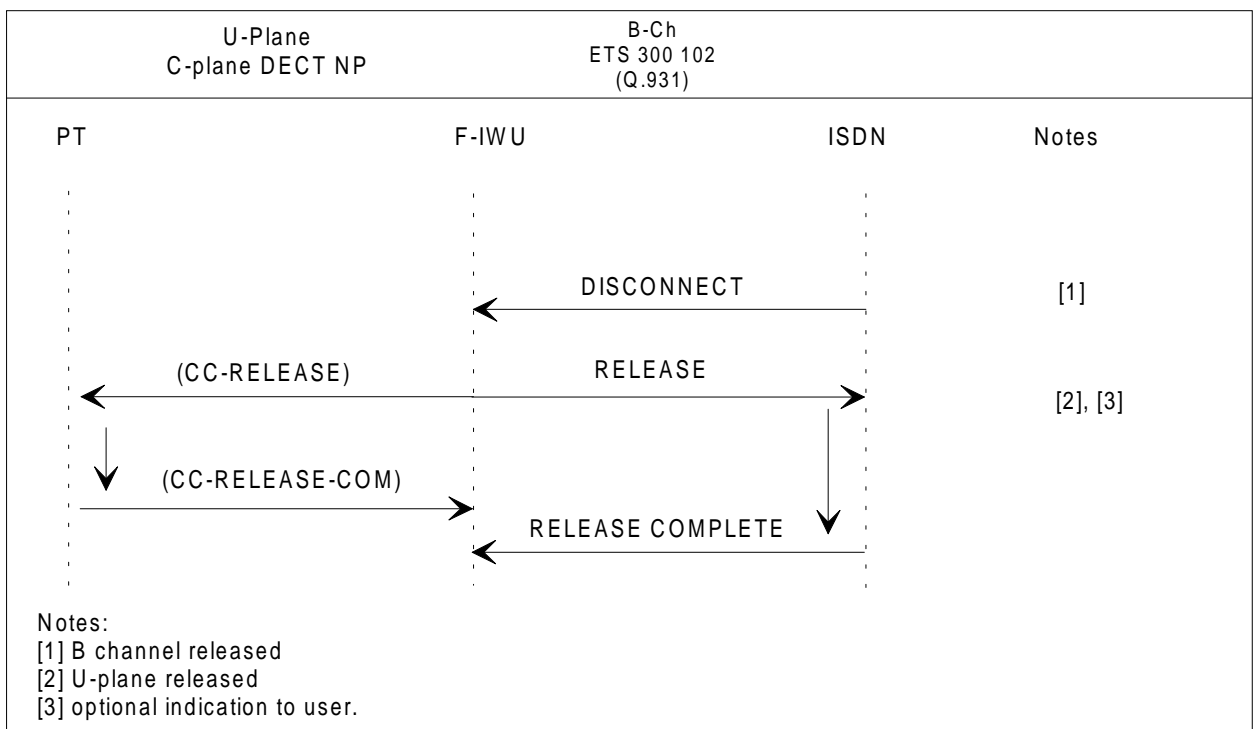 U-Plane
C-plane DECT NP
B-Ch
ETS 300 102
(Q.931)
PT F-IWU ISDN Notes
DISCONNECT [1]
(CC-RELEASE) RELEASE
[2], [3]
(CC-RELEASE-COM)
RELEASE COMPLETE
Notes:
[1] B channel released
[2] U-plane released
[3] optional indication to user.